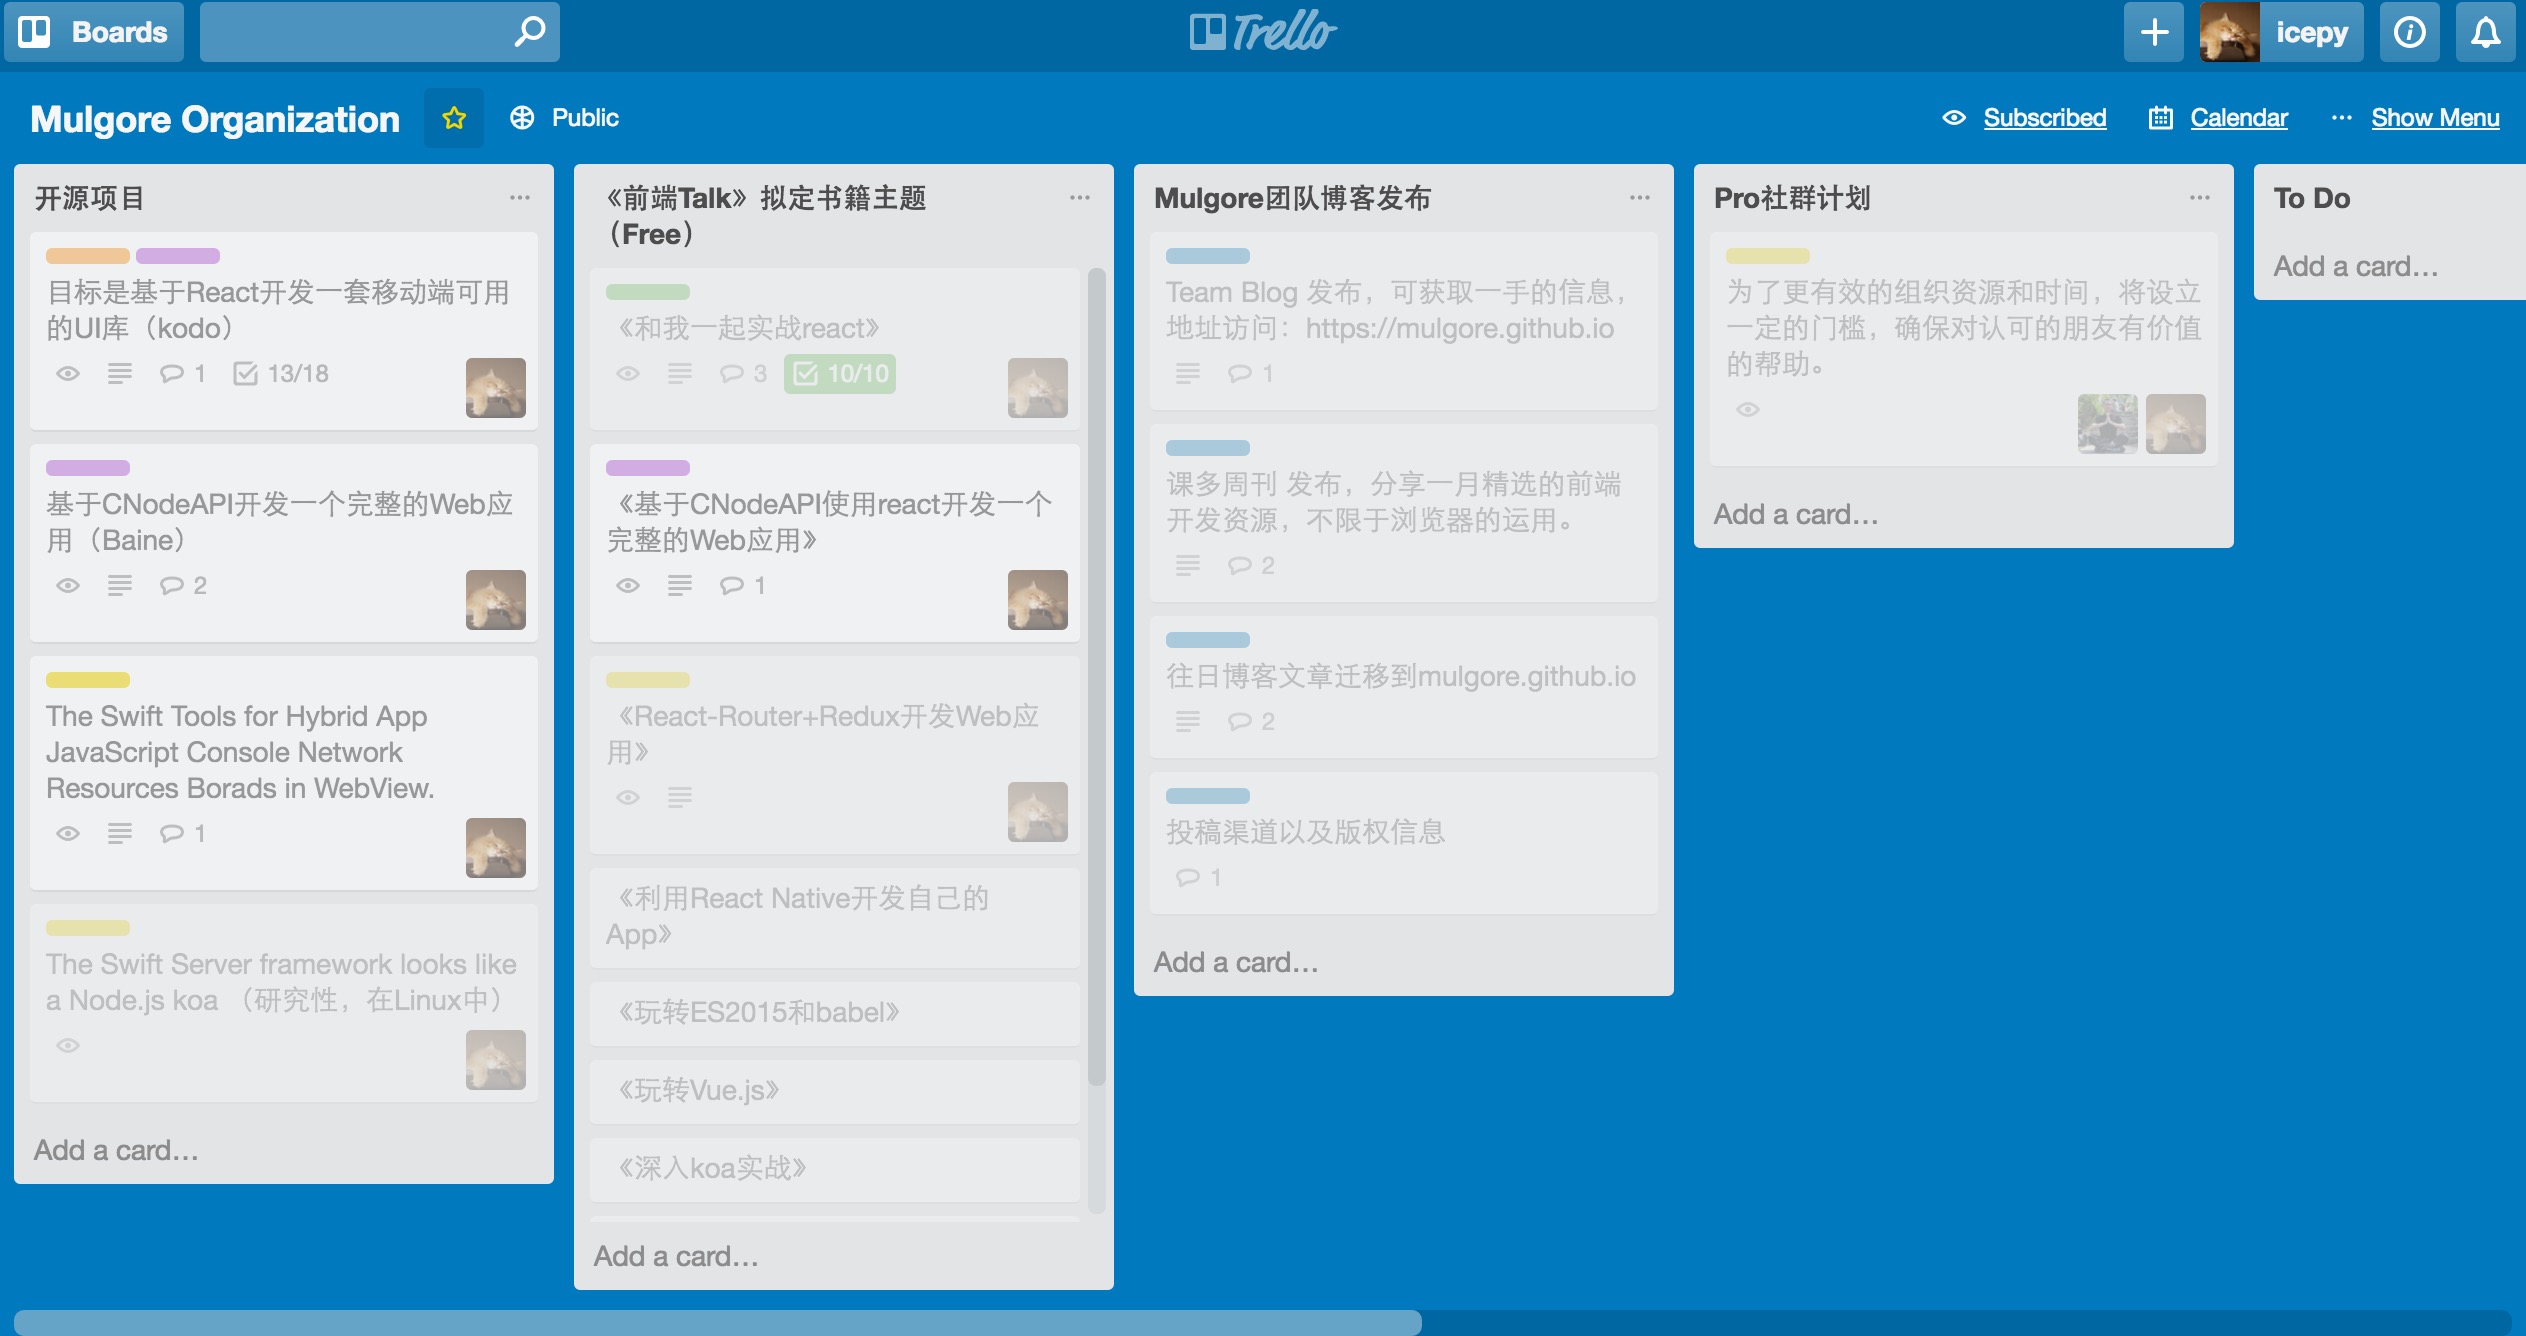 Boards
Trello
icepy
Mulgore Organization
Public
Subscribed
Calendar
Show Menu
开源项目
目标是基于React开发一套移动端可用
的UI库（kodo）
1
13/18
基于CNodeAPI开发一个完整的Web应
用（Baine）
2
The Swift Tools for Hybrid App
JavaScript Console Network
Resources Borads in WebView.
1
The Swift Server framework looks like
a Node.js koa （研究性，在Linux中）
Add a card…
《前端Talk》拟定书籍主题
（Free）
《和我一起实战react》
3
10/10
《基于CNodeAPI使用react开发一个
完整的Web应用》
1
《React-Router+Redux开发Web应
用》
《利用React Native开发自己的
App》
《玩转ES2015和babel》
《玩转Vue.js》
《深入koa实战》
Add a card…
Mulgore团队博客发布
Team Blog 发布，可获取一手的信息，
地址访问：https://mulgore.github.io
1
课多周刊 发布，分享一月精选的前端
开发资源，不限于浏览器的运用。
2
往日博客文章迁移到mulgore.github.io
2
投稿渠道以及版权信息
1
Add a card…
Pro社群计划
为了更有效的组织资源和时间，将设立
一定的门槛，确保对认可的朋友有价值
的帮助。
Add a card…
To Do
Add a card…